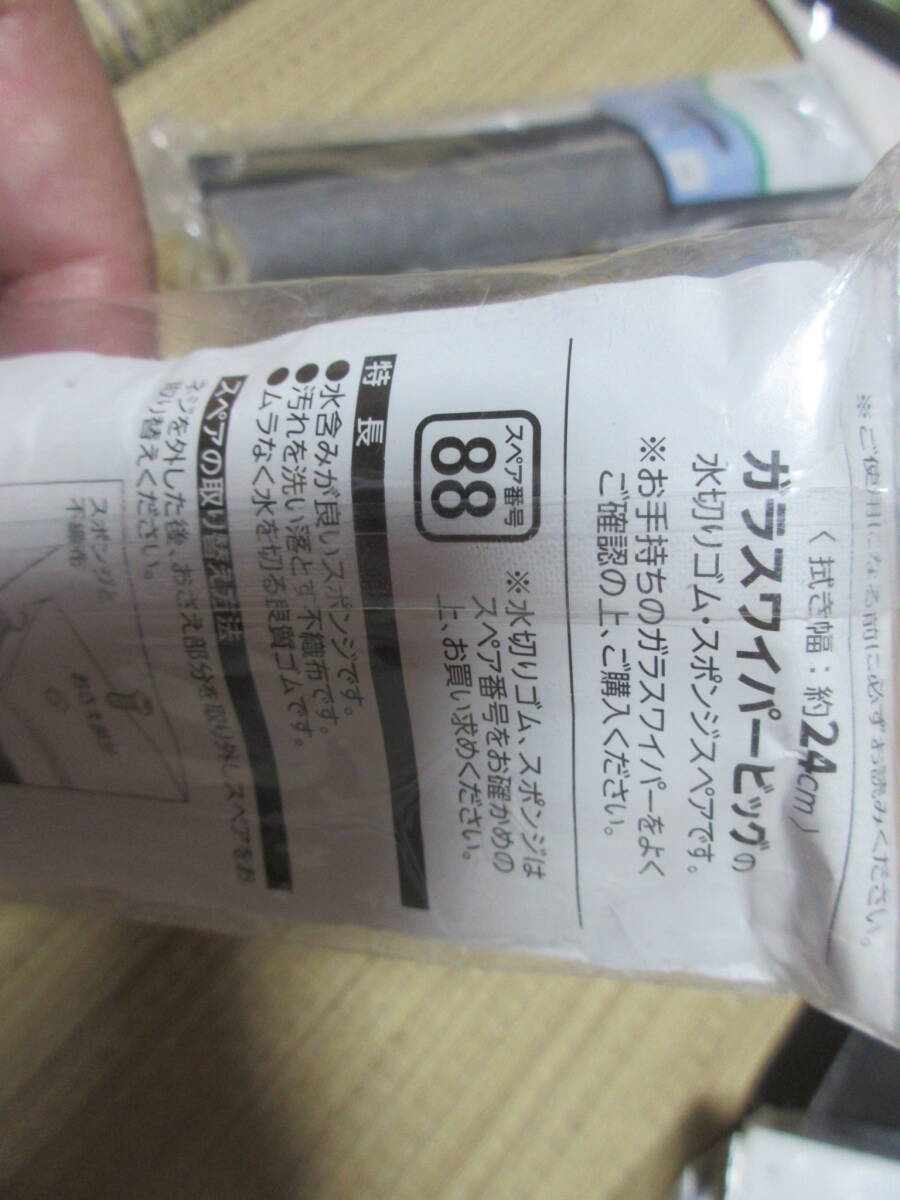 ※ご使用になる前に必ずお読みください。
〈拭き幅：約24cm〉
ガラスワイパービッグの
水切りゴム・スポンジスペアです。
※お手持ちのガラスワイパーをよく
ご確認の上、ご購入ください。
スペア番号
88
※水切りゴム、スポンジは
スペア番号をお確かめの
上、お買い求めください。
特長
●水含みが良いスポンジです。
●汚れを洗い落とす不織布です。
●ムラなく水を切る良質ゴムです。
スペアの取り替え方法
ネジを外した後、おさえ部分を取り外しスペアをお
取り替えください。
スポンジと
不織布
おさえ部分